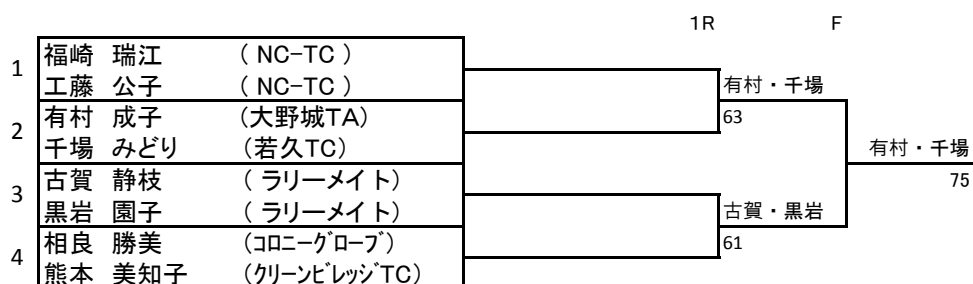 1R F
1 福崎 瑞江 ( NC-TC )
工藤 公子 ( NC-TC )
有村・千場
63
2 有村 成子 (大野城TA)
千場 みどり (若久TC)
有村・千場
75
3 古賀 静枝 ( ラリーメイト)
黒岩 園子 ( ラリーメイト)
古賀・黒岩
61
4 相良 勝美 (ｺﾛﾆｰｸﾞﾛｰﾌﾞ)
熊本 美知子 (ｸﾘｰﾝﾋﾞﾚｯｼﾞTC)